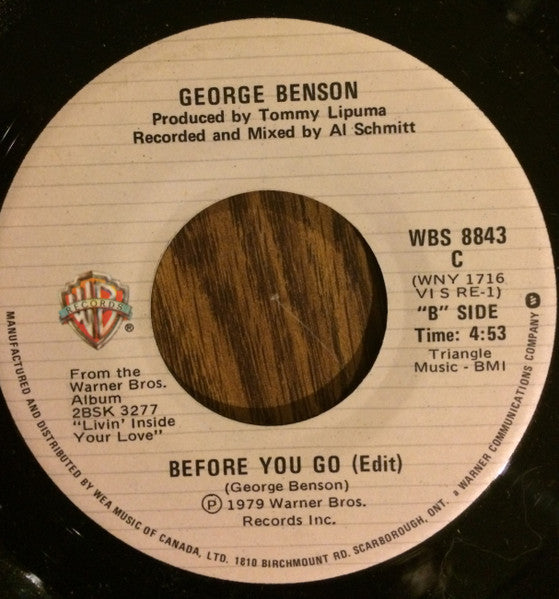 GEORGE BENSON
Produced by Tommy Lipuma
Recorded and Mixed by Al Schmitt
WBS 8843
C
(WNY 1716
VI S RE-1)
"B" SIDE
Time: 4:53
Triangle
Music - BMI
RECORDS
®
From the
Warner Bros.
Album
2BSK 3277
"Livin' Inside
Your Love"
BEFORE YOU GO (Edit)
(George Benson)
Ⓟ 1979 Warner Bros.
Records Inc.
MANUFACTURED AND DISTRIBUTED BY WEA MUSIC OF CANADA, LTD. 1810 BIRCHMOUNT RD. SCARBOROUGH, ONT. a WARNER COMMUNICATIONS COMPANY